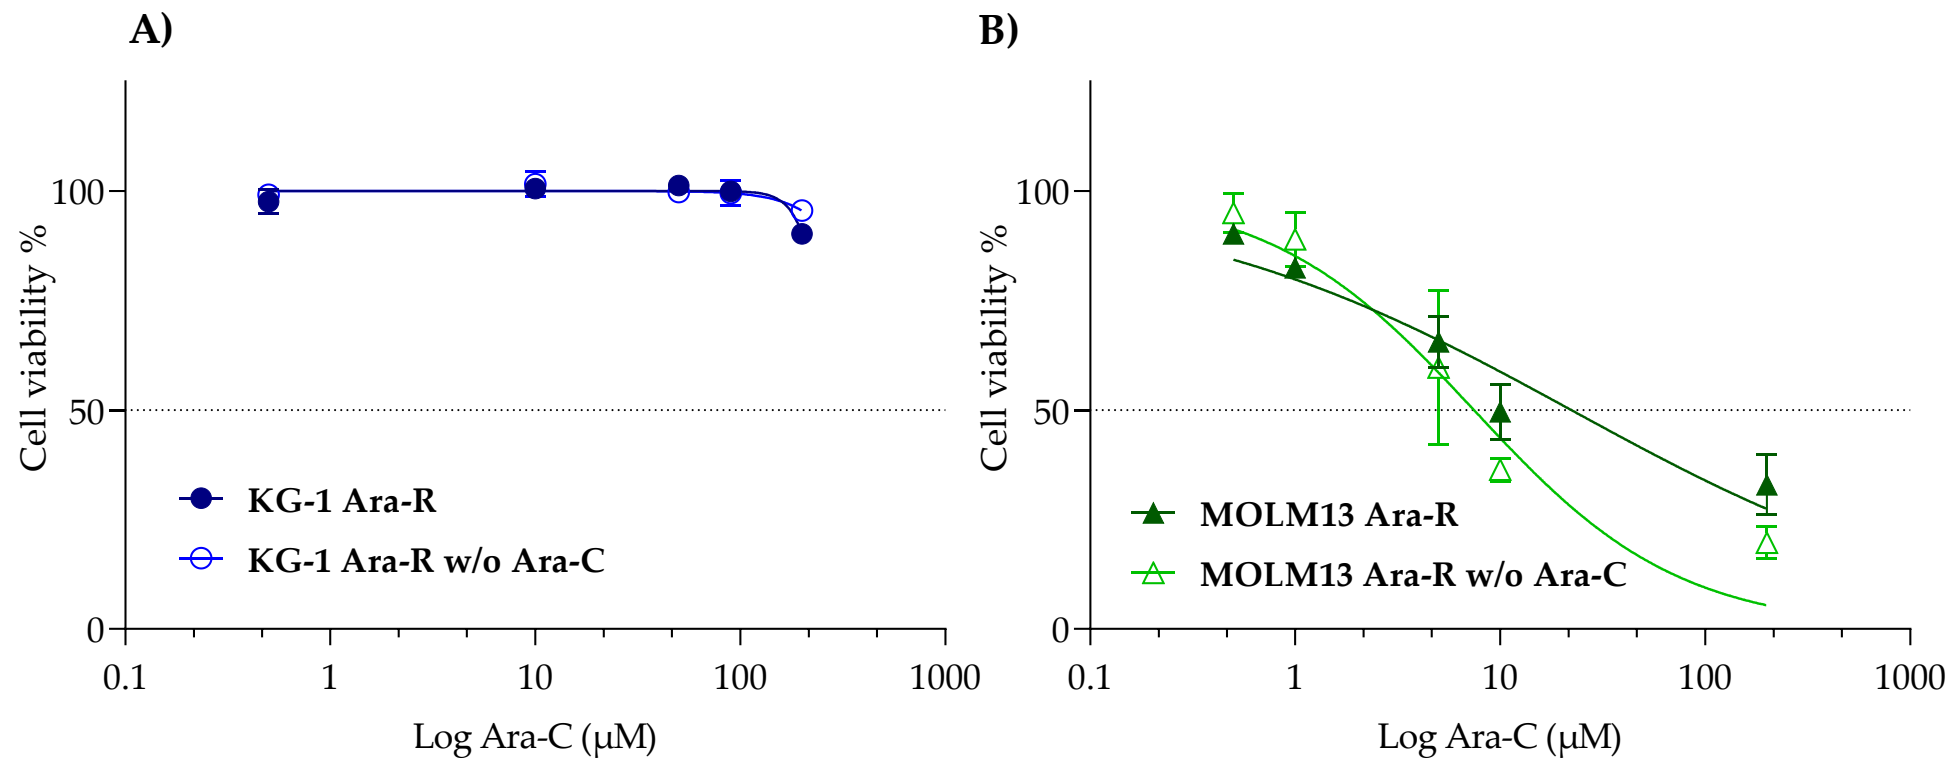 A)
Cell viability %
100
50
0
KG-1 Ara-R
KG-1 Ara-R w/o Ara-C
0.1
1
10
100
1000
Log Ara-C (μM)
B)
Cell viability %
100
50
0
MOLM13 Ara-R
MOLM13 Ara-R w/o Ara-C
0.1
1
10
100
1000
Log Ara-C (μM)